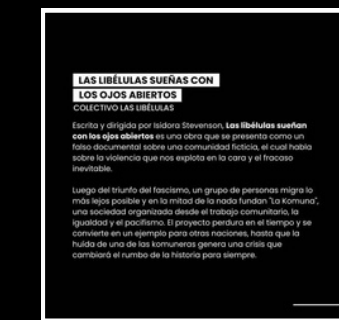 LAS LIBÉLULAS SUEÑAS CON
LOS OJOS ABIERTOS
COLECTIVO LAS LIBÉLULAS
Escrita y dirigida por Isidora Stevenson, Las libélulas sueñan
con los ojos abiertos es una obra que se presenta como un
falso documental sobre una comunidad ficticia, el cual habla
sobre la violencia que nos explota en la cara y el fracaso
inevitable.
Luego del triunfo del fascismo, un grupo de personas migra lo
más lejos posible y en la mitad de la nada fundan "La Komuna",
una sociedad organizada desde el trabajo comunitario, la
igualdad y el pacifismo. El proyecto perdura en el tiempo y se
convierte en un ejemplo para otras naciones, hasta que la
huída de una de las komuneras genera una crisis que
cambiará el rumbo de la historia para siempre.